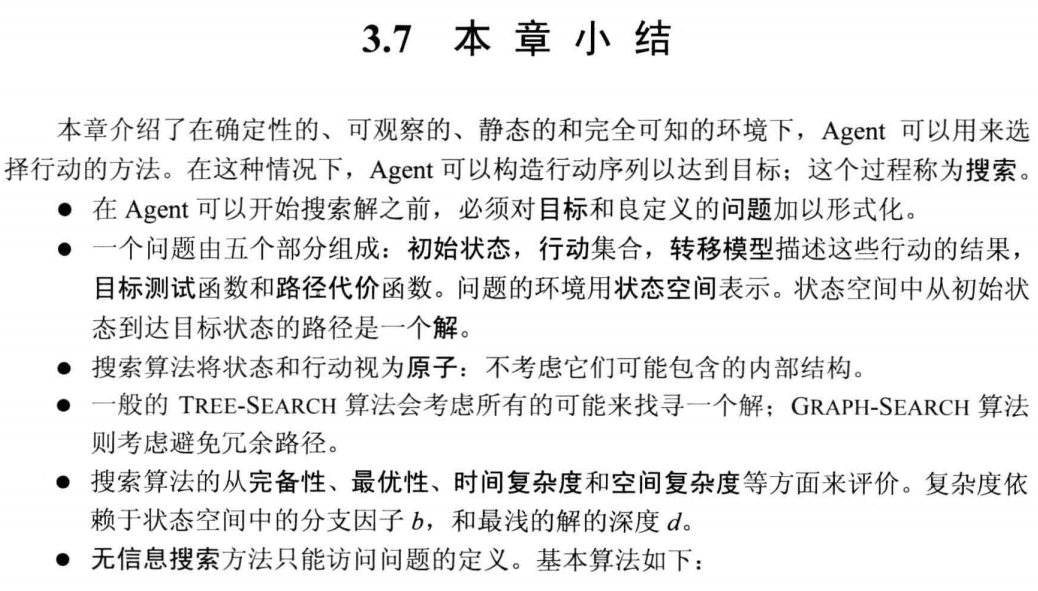 3.7 本章小结
本章介绍了在确定性的、可观察的、静态的和完全可知的环境下，Agent 可以用来选
择行动的方法。在这种情况下，Agent 可以构造行动序列以达到目标；这个过程称为搜索。
● 在 Agent 可以开始搜索解之前，必须对目标和良定义的问题加以形式化。
● 一个问题由五个部分组成：初始状态，行动集合，转移模型描述这些行动的结果，
目标测试函数和路径代价函数。问题的环境用状态空间表示。状态空间中从初始状
态到达目标状态的路径是一个解。
● 搜索算法将状态和行动视为原子：不考虑它们可能包含的内部结构。
● 一般的 TREE-SEARCH 算法会考虑所有的可能来找寻一个解；GRAPH-SEARCH 算法
则考虑避免冗余路径。
● 搜索算法的从完备性、最优性、时间复杂度和空间复杂度等方面来评价。复杂度依
赖于状态空间中的分支因子 b，和最浅的解的深度 d。
● 无信息搜索方法只能访问问题的定义。基本算法如下：